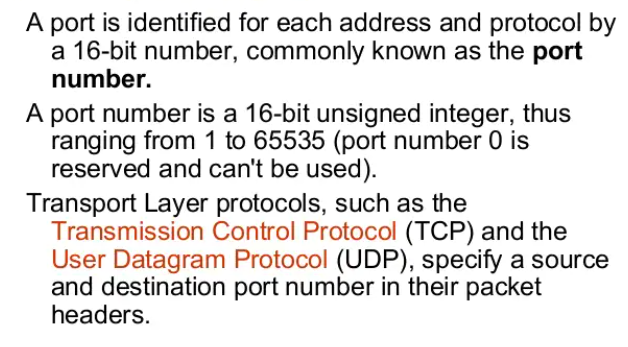 A port is identified for each address and protocol by
a 16-bit number, commonly known as the port
number.
A port number is a 16-bit unsigned integer, thus
ranging from 1 to 65535 (port number 0 is
reserved and can't be used).
Transport Layer protocols, such as the
Transmission Control Protocol (TCP) and the
User Datagram Protocol (UDP), specify a source
and destination port number in their packet
headers.